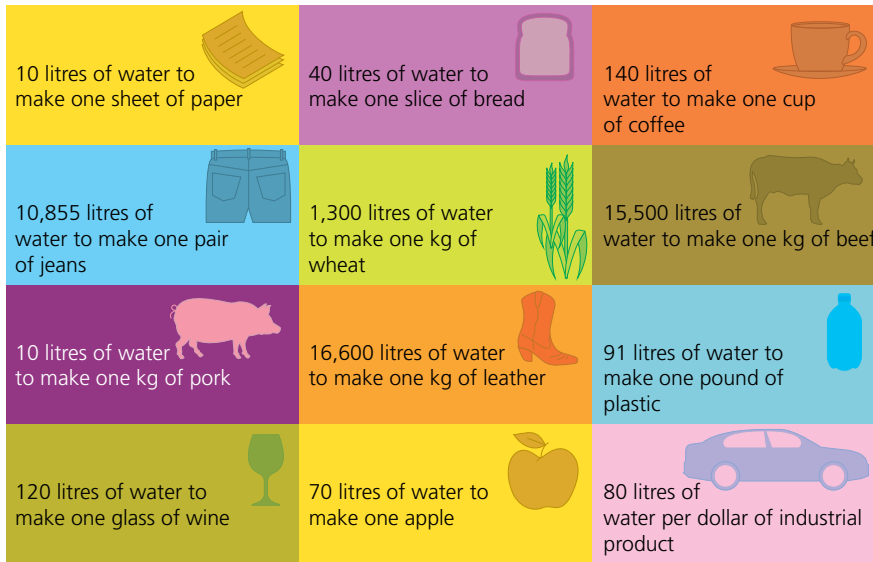 10 litres of water to
make one sheet of paper
40 litres of water to
make one slice of bread
140 litres of
water to make one cup
of coffee
10,855 litres of
water to make one pair
of jeans
1,300 litres of water
to make one kg of
wheat
15,500 litres of
water to make one kg of beef
10 litres of water
to make one kg of pork
16,600 litres of water
to make one kg of leather
91 litres of water to
make one pound of
plastic
120 litres of water to
make one glass of wine
70 litres of water to
make one apple
80 litres of
water per dollar of industrial
product